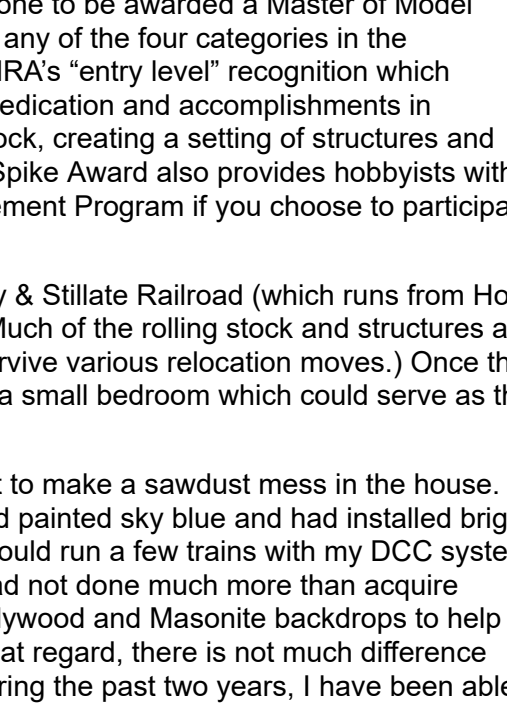 one to be awarded a Master of Model
any of the four categories in the
RA's “entry level” recognition which
edication and accomplishments in
ock, creating a setting of structures and
Spike Award also provides hobbyists with
ement Program if you choose to participa
y & Stillate Railroad (which runs from Ho
Much of the rolling stock and structures a
rvive various relocation moves.) Once th
a small bedroom which could serve as th
t to make a sawdust mess in the house.
d painted sky blue and had installed brig
ould run a few trains with my DCC syste
ad not done much more than acquire
lywood and Masonite backdrops to help
at regard, there is not much difference
ring the past two years, I have been able